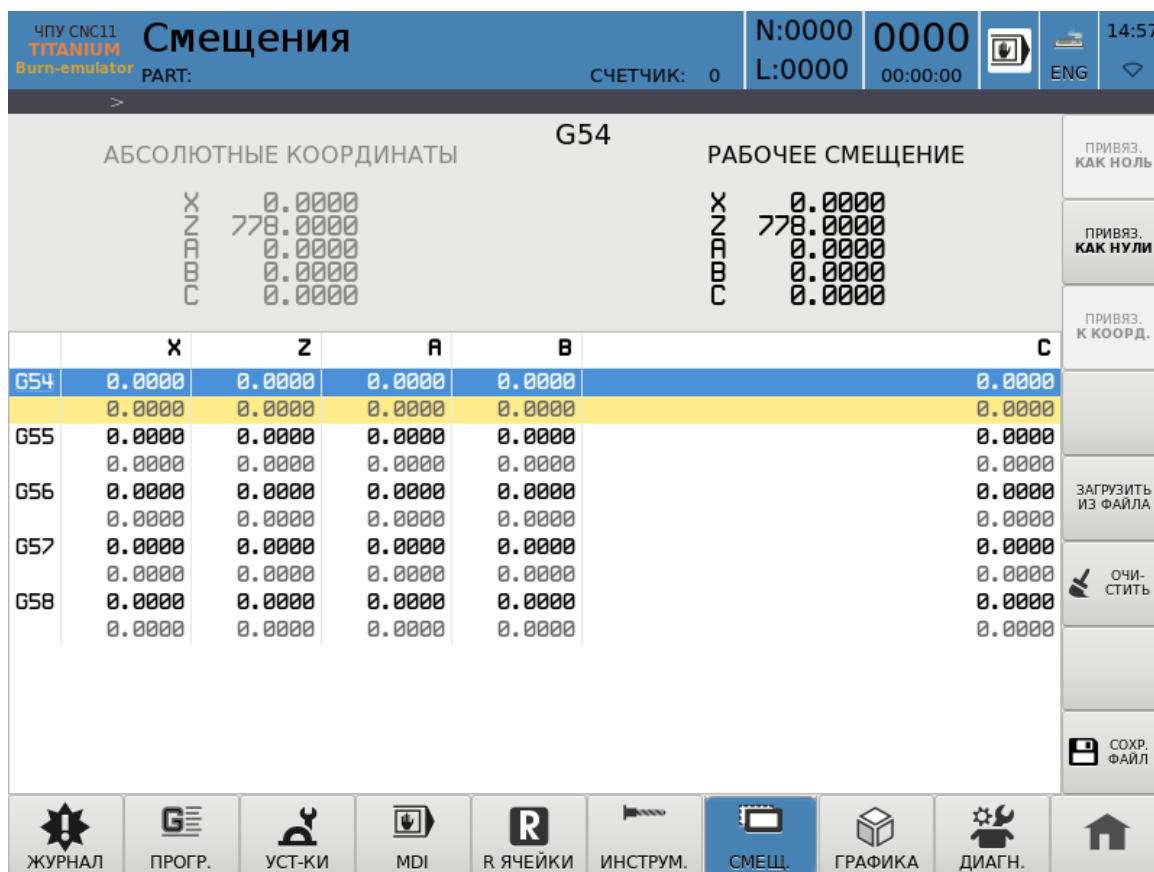 ЧПУ CNC11
TITANIUM
Burn-emulator
Смещения
PART:
СЧЕТЧИК: 0
N:0000
L:0000
0000
00:00:00
ENG
14:57
>
G54
АБСОЛЮТНЫЕ КООРДИНАТЫ
X 0.0000
Z 778.0000
A 0.0000
B 0.0000
C 0.0000
РАБОЧЕЕ СМЕЩЕНИЕ
X 0.0000
Z 778.0000
A 0.0000
B 0.0000
C 0.0000
X Z A B C
G54 0.0000 0.0000 0.0000 0.0000 0.0000
0.0000 0.0000 0.0000 0.0000 0.0000
G55 0.0000 0.0000 0.0000 0.0000 0.0000
0.0000 0.0000 0.0000 0.0000 0.0000
G56 0.0000 0.0000 0.0000 0.0000 0.0000
0.0000 0.0000 0.0000 0.0000 0.0000
G57 0.0000 0.0000 0.0000 0.0000 0.0000
0.0000 0.0000 0.0000 0.0000 0.0000
G58 0.0000 0.0000 0.0000 0.0000 0.0000
0.0000 0.0000 0.0000 0.0000 0.0000
ПРИВЯЗ.
КАК НОЛЬ
ПРИВЯЗ.
КАК НУЛИ
ПРИВЯЗ.
К КООРД.
ЗАГРУЗИТЬ
ИЗ ФАЙЛА
ОЧИ-
СТИТЬ
СОХР.
ФАЙЛ
ЖУРНАЛ
G
ПРОГР.
УСТ-КИ
MDI
R
R ЯЧЕЙКИ
ИНСТРУМ.
СМЕЩ.
ГРАФИКА
ДИАГН.